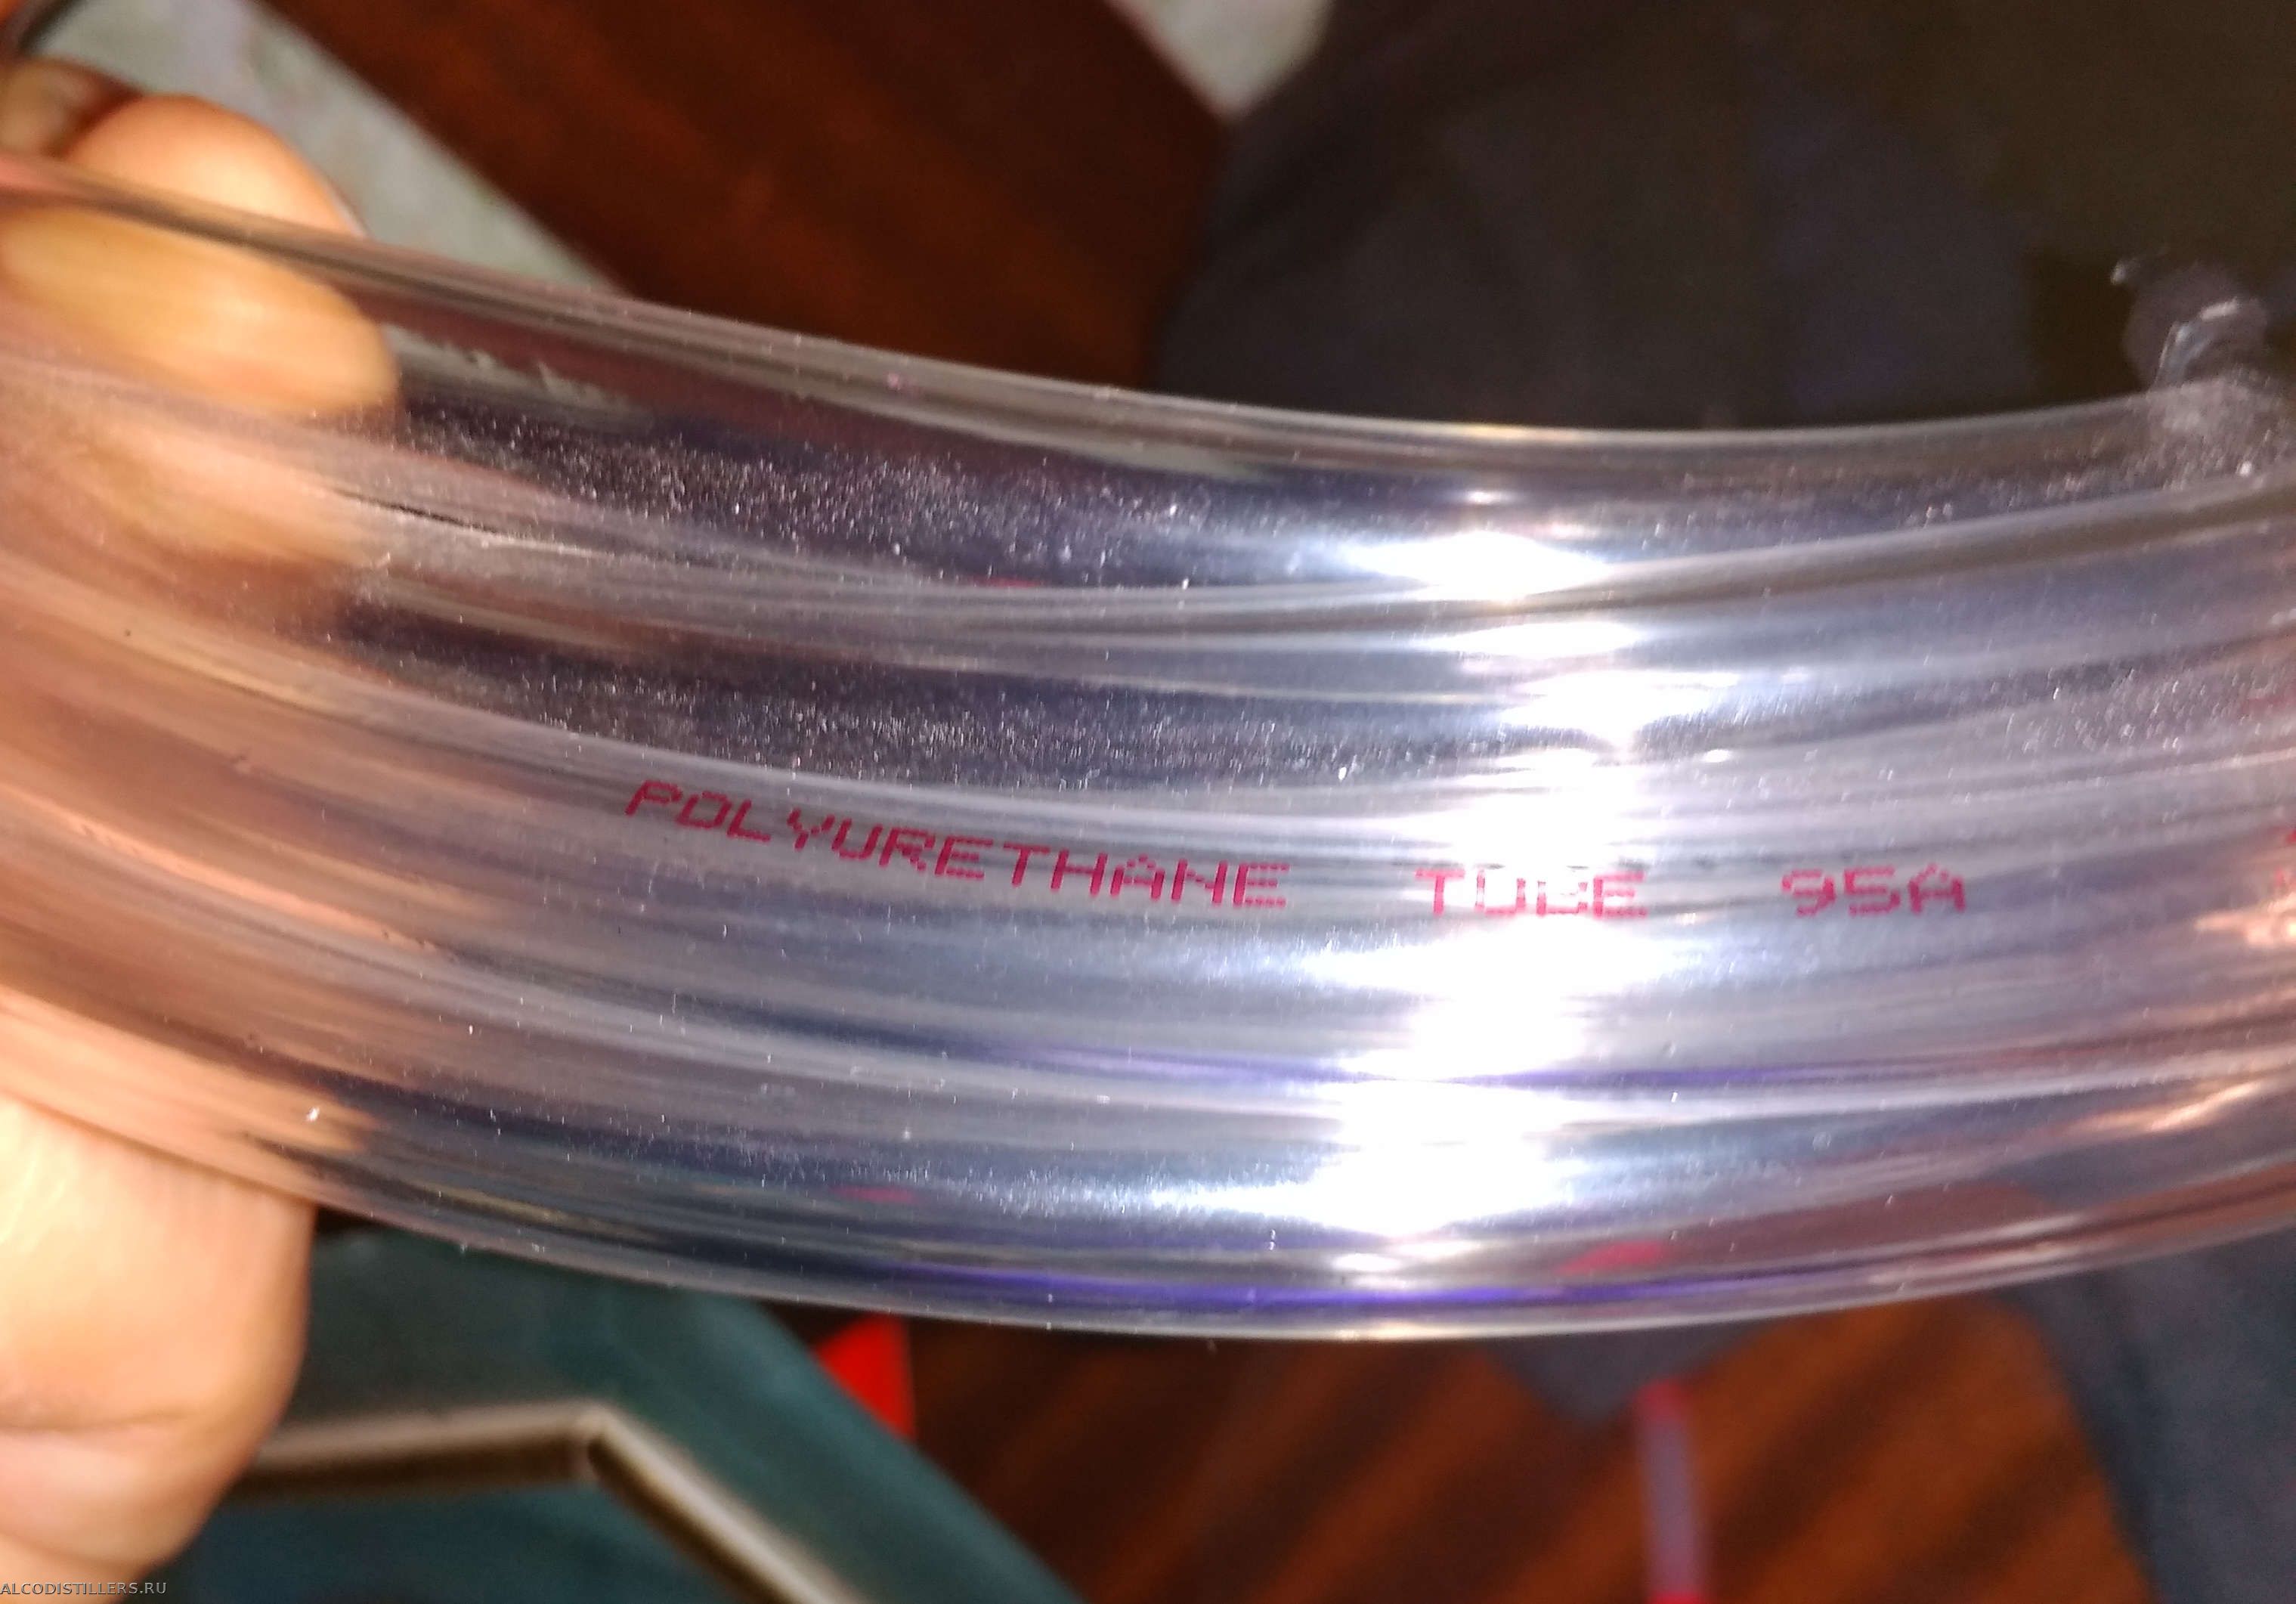 POLYURETHANE TUBE 95A
ALCODISTILLERS.RU